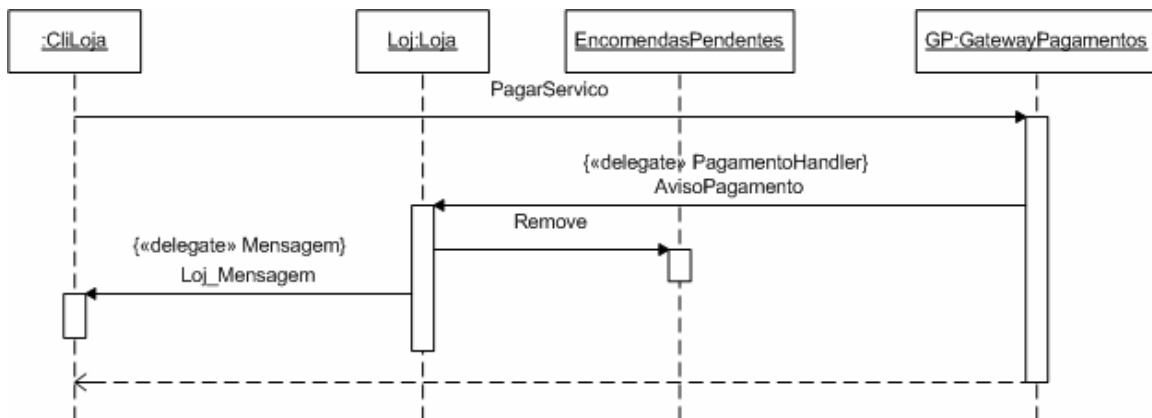 :CliLoja
Loj:Loja
EncomendasPendentes
GP:GatewayPagamentos
PagarServico
{«delegate» PagamentoHandler}
AvisoPagamento
Remove
{«delegate» Mensagem}
Loj_Mensagem